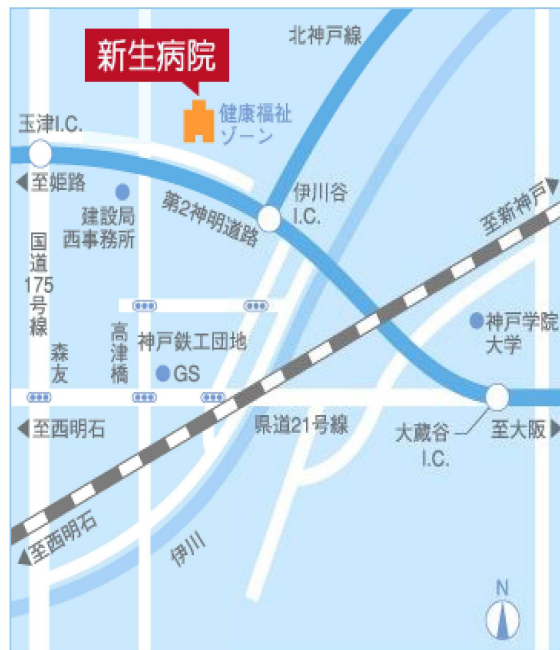 北神戸線
新生病院
健康福祉
ゾーン
玉津I.C.
至姫路
建設局
西事務所
第2神明道路
伊川谷
I.C.
至新神戸
国道175号線
神戸学院
大学
高津橋
神戸鉄工団地
森友
GS
至西明石
県道21号線
大蔵谷
I.C.
至大阪
至西明石
伊川
N